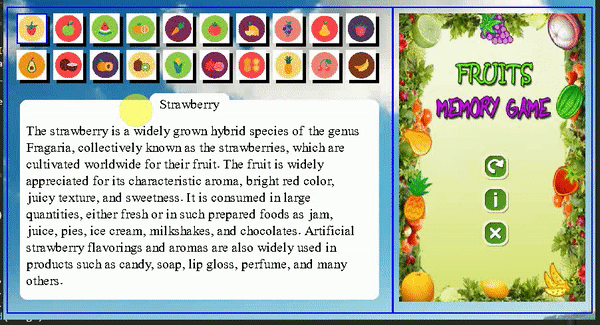 Strawberry
The strawberry is a widely grown hybrid species of the genus
Fragaria, collectively known as the strawberries, which are
cultivated worldwide for their fruit. The fruit is widely
appreciated for its characteristic aroma, bright red color,
juicy texture, and sweetness. It is consumed in large
quantities, either fresh or in such prepared foods as jam,
juice, pies, ice cream, milkshakes, and chocolates. Artificial
strawberry flavorings and aromas are also widely used in
products such as candy, soap, lip gloss, perfume, and many
others.
FRUITS
MEMORY GAME